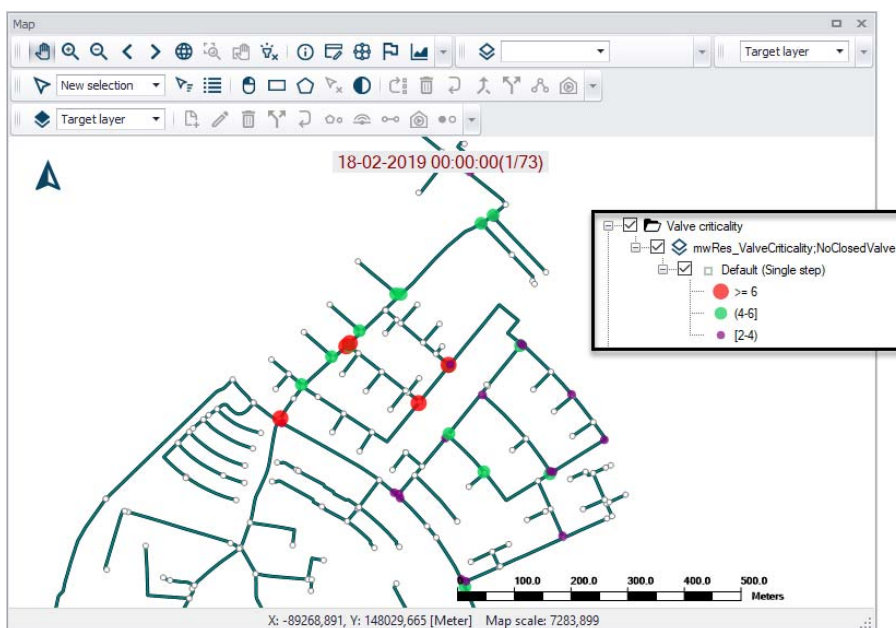 Map
Target layer
New selection
Target layer
18-02-2019 00:00:00(1/73)
Valve criticality
mwRes_ValveCriticality;NoClosedValve
Default (Single step)
>= 6
(4-6]
[2-4)
0 100.0 200.0 300.0 400.0 500.0
Meters
X: -89268,891, Y: 148029,665 [Meter] Map scale: 7283,899